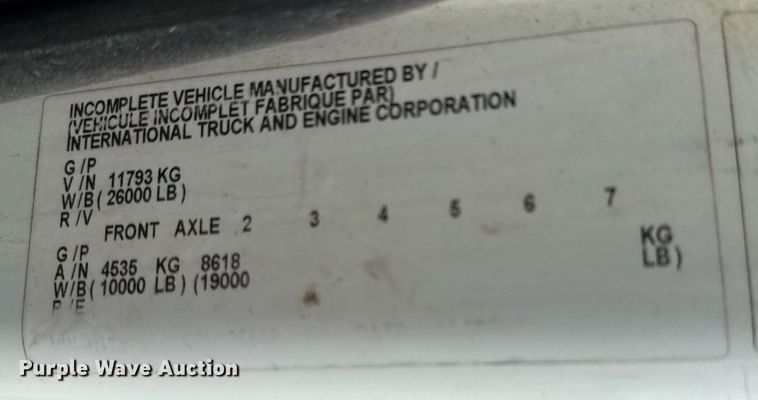 INCOMPLETE VEHICLE MANUFACTURED BY /
(VEHICULE INCOMPLET FABRIQUE PAR)
INTERNATIONAL TRUCK AND ENGINE CORPORATION
G /P
V /N 11793 KG
W/B ( 26000 LB )
R /V
FRONT AXLE 2 3 4 5 6 7
G /P
A /N 4535 KG 8618 KG
W/B ( 10000 LB ) (19000 LB )
R /E
Purple Wave Auction